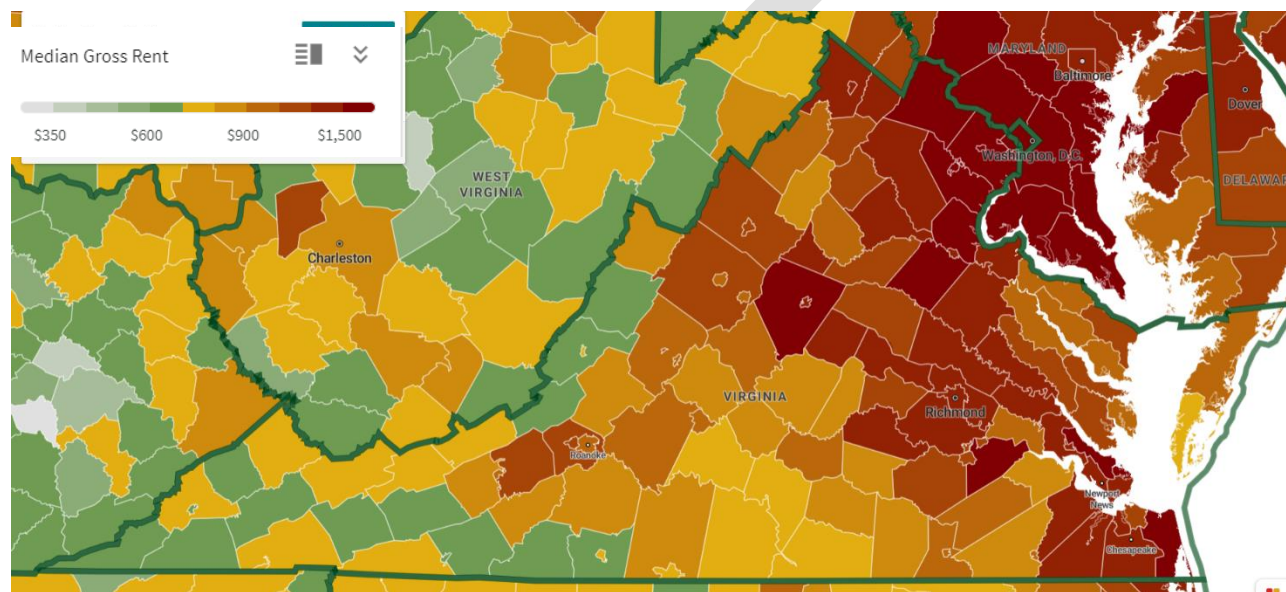 Median Gross Rent
$350 $600 $900 $1,500
MARYLAND
Baltimore
Dover
Washington, D.C.
DELAWAR
WEST
VIRGINIA
Charleston
VIRGINIA
Richmond
Roanoke
Newport
News
Chesapeake